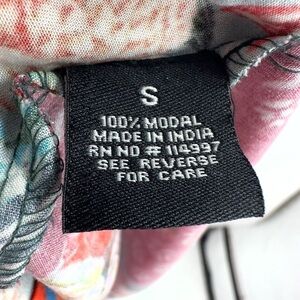 S
100% MODAL
MADE IN INDIA
RN NO # 114997
SEE REVERSE
FOR CARE